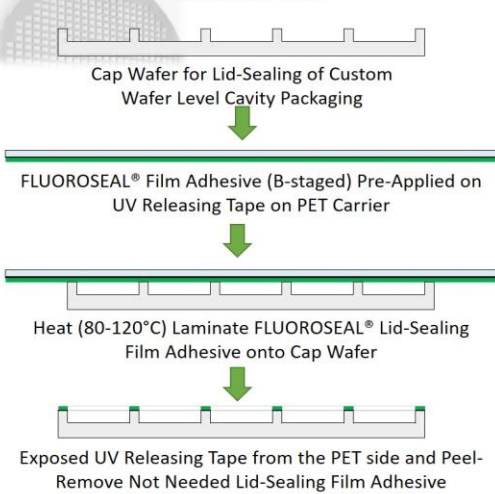 Cap Wafer for Lid-Sealing of Custom
Wafer Level Cavity Packaging
FLUOROSEAL® Film Adhesive (B-staged) Pre-Applied on
UV Releasing Tape on PET Carrier
Heat (80-120°C) Laminate FLUOROSEAL® Lid-Sealing
Film Adhesive onto Cap Wafer
Exposed UV Releasing Tape from the PET side and Peel-
Remove Not Needed Lid-Sealing Film Adhesive